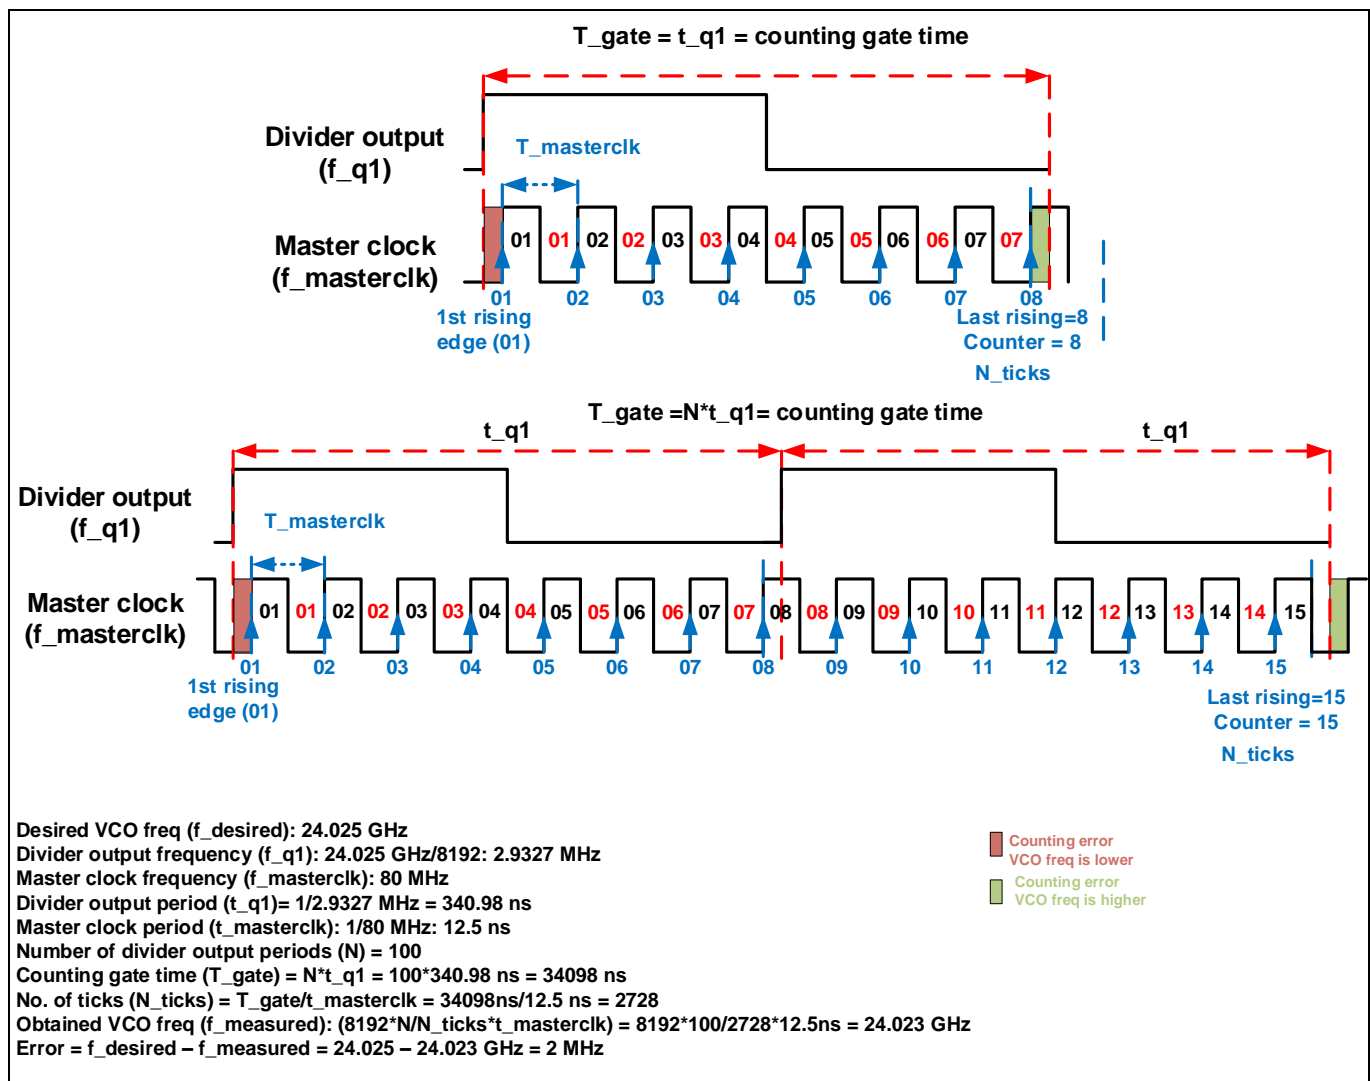 T_gate = t_q1 = counting gate time
Divider output
(f_q1)
T_masterclk
Master clock
(f_masterclk)
01 01 02 02 03 03 04 04 05 05 06 06 07 07
01 02 03 04 05 06 07 08
1st rising
edge (01)
Last rising=8
Counter = 8
N_ticks
T_gate =N*t_q1= counting gate time
t_q1
t_q1
Divider output
(f_q1)
T_masterclk
Master clock
(f_masterclk)
01 01 02 02 03 03 04 04 05 05 06 06 07 07 08 08 09 09 10 10 11 11 12 12 13 13 14 14 15
01 02 03 04 05 06 07 08 09 10 11 12 13 14 15
1st rising
edge (01)
Last rising=15
Counter = 15
N_ticks
Desired VCO freq (f_desired): 24.025 GHz
Divider output frequency (f_q1): 24.025 GHz/8192: 2.9327 MHz
Master clock frequency (f_masterclk): 80 MHz
Divider output period (t_q1)= 1/2.9327 MHz = 340.98 ns
Master clock period (t_masterclk): 1/80 MHz: 12.5 ns
Number of divider output periods (N) = 100
Counting gate time (T_gate) = N*t_q1 = 100*340.98 ns = 34098 ns
No. of ticks (N_ticks) = T_gate/t_masterclk = 34098ns/12.5 ns = 2728
Obtained VCO freq (f_measured): (8192*N/N_ticks*t_masterclk) = 8192*100/2728*12.5ns = 24.023 GHz
Error = f_desired – f_measured = 24.025 – 24.023 GHz = 2 MHz
Counting error
VCO freq is lower
Counting error
VCO freq is higher